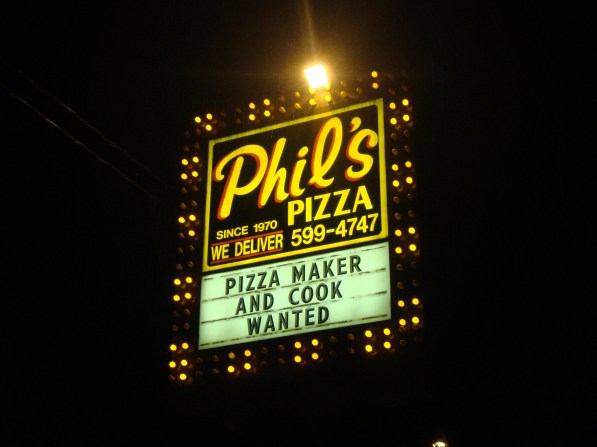 Phil's
PIZZA
SINCE 1970
WE DELIVER 599-4747
PIZZA MAKER
AND COOK
WANTED